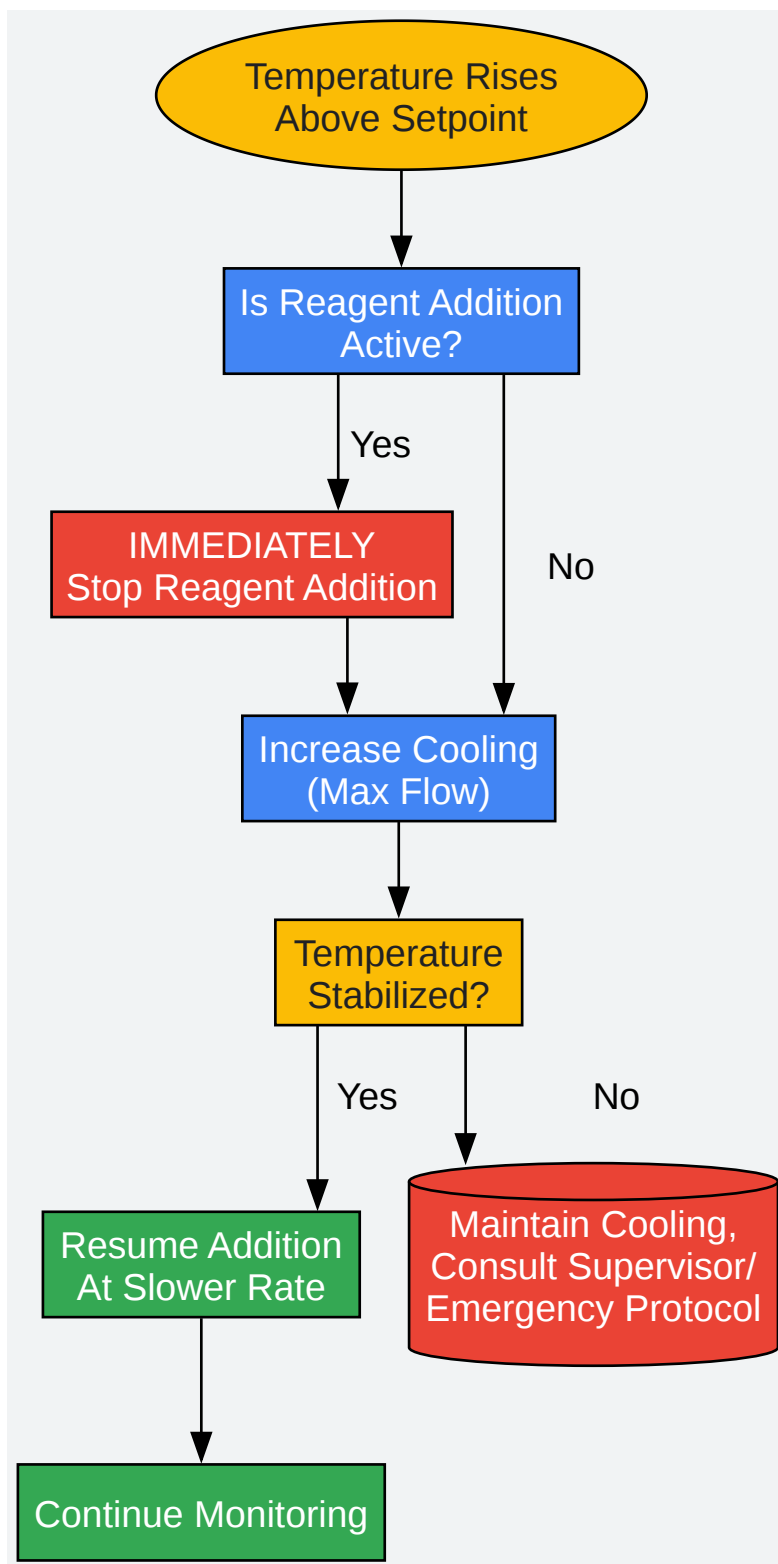 Temperature Rises
Above Setpoint
Is Reagent Addition
Active?
Yes
IMMEDIATELY
Stop Reagent Addition
No
Increase Cooling
(Max Flow)
Temperature
Stabilized?
Yes
No
Maintain Cooling,
Consult Supervisor/
Emergency Protocol
Resume Addition
At Slower Rate
Continue Monitoring